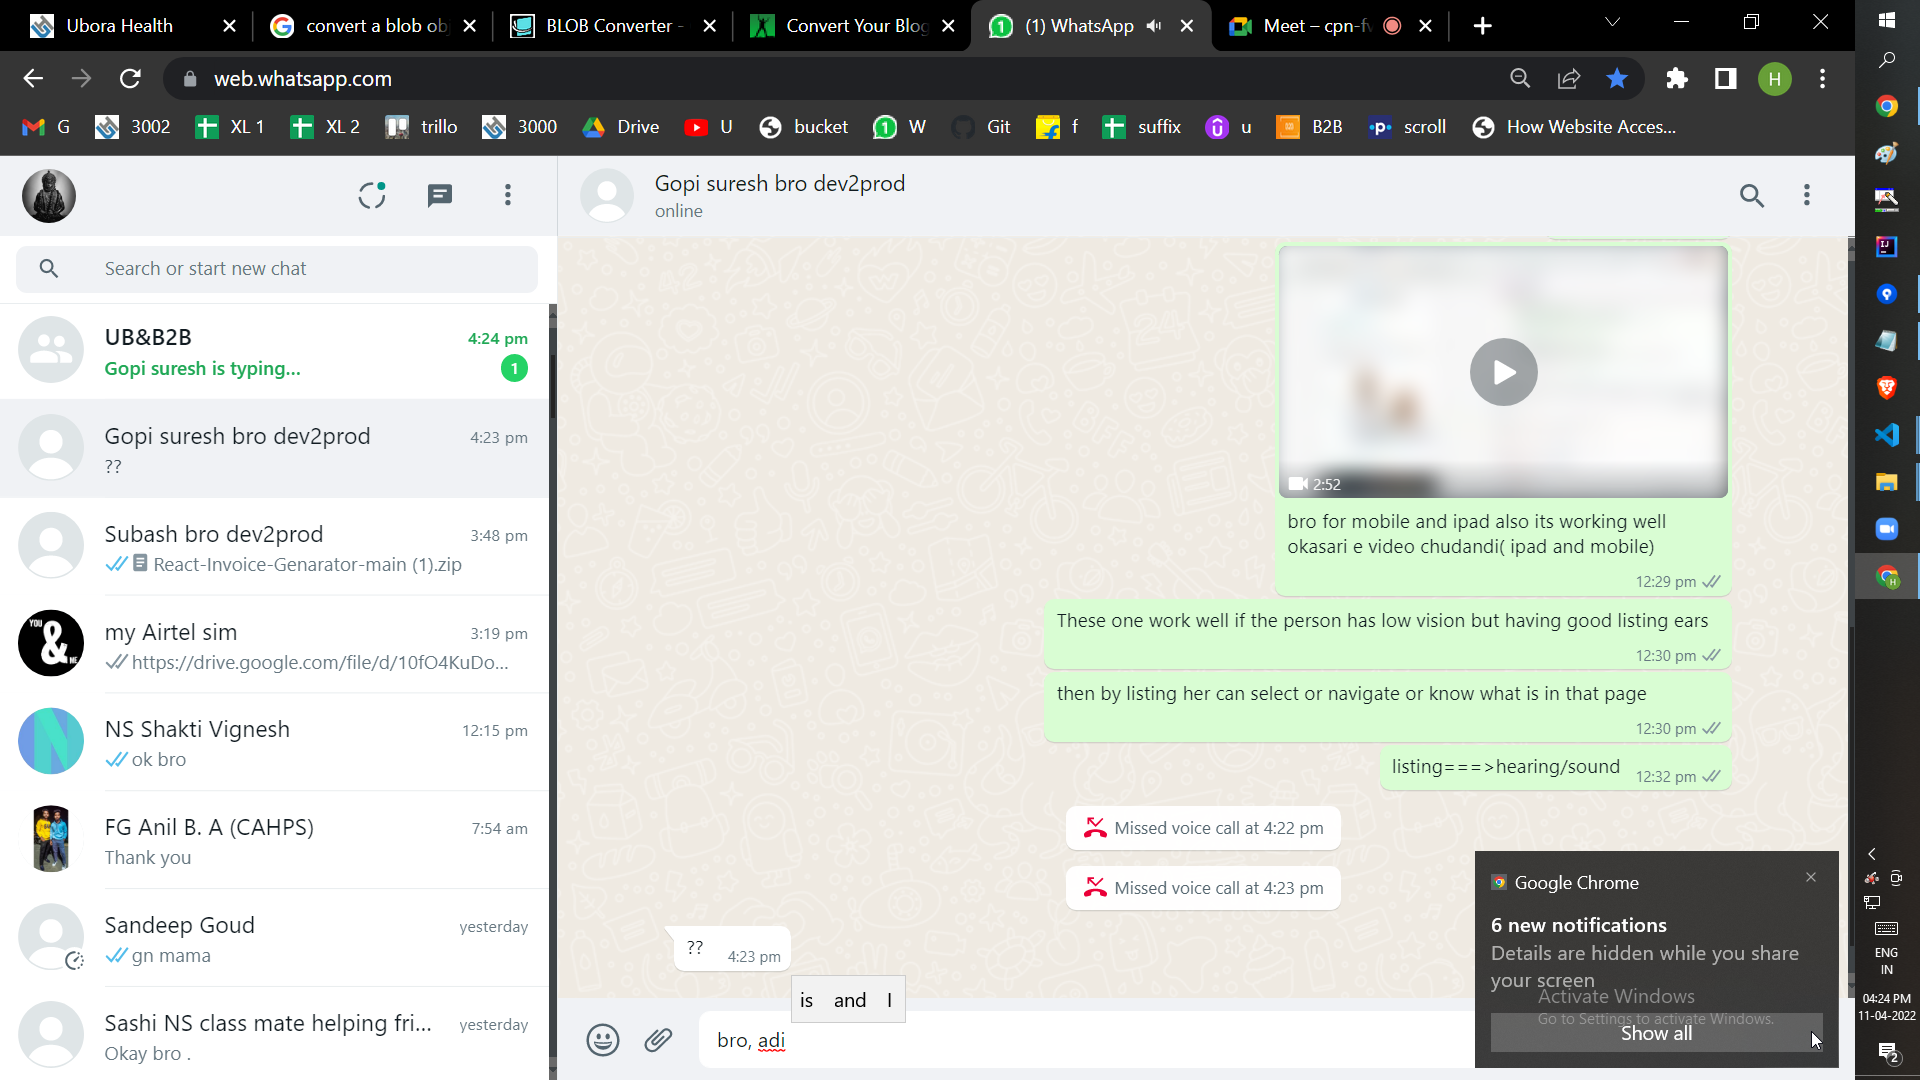 Ubora Health
convert a blob obj
BLOB Converter -
Convert Your Blog
(1) WhatsApp
Meet – cpn-fv
web.whatsapp.com
H
G
3002
XL 1
XL 2
trillo
3000
Drive
U
bucket
W
Git
f
suffix
u
B2B
scroll
How Website Acces...
Gopi suresh bro dev2prod
online
Search or start new chat
UB&B2B
4:24 pm
Gopi suresh is typing...
1
Gopi suresh bro dev2prod
4:23 pm
??
Subash bro dev2prod
3:48 pm
React-Invoice-Genarator-main (1).zip
YOU & ME
my Airtel sim
3:19 pm
https://drive.google.com/file/d/10fO4KuDo...
NS Shakti Vignesh
12:15 pm
ok bro
FG Anil B. A (CAHPS)
7:54 am
Thank you
Sandeep Goud
yesterday
gn mama
Sashi NS class mate helping fri...
yesterday
Okay bro .
2:52
bro for mobile and ipad also its working well
okasari e video chudandi( ipad and mobile)
12:29 pm
These one work well if the person has low vision but having good listing ears
12:30 pm
then by listing her can select or navigate or know what is in that page
12:30 pm
listing===>hearing/sound
12:32 pm
Missed voice call at 4:22 pm
Missed voice call at 4:23 pm
??
4:23 pm
is and I
bro, adi
Google Chrome
6 new notifications
Details are hidden while you share
your screen
Activate Windows
Go to Settings to activate Windows.
Show all
ENG
IN
04:24 PM
11-04-2022
2